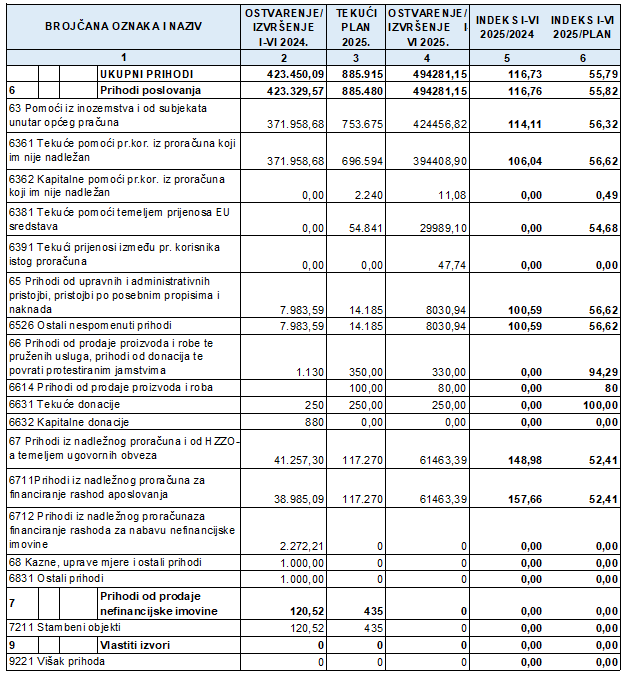 BROJČANA OZNAKA I NAZIV OSTVARENJE/ IZVRŠENJE I-VI 2024. TEKUĆI PLAN 2025. OSTVARENJE/ IZVRŠENJE I-VI 2025. INDEKS I-VI 2025/2024 INDEKS I-VI 2025/PLAN
1 2 3 4 5 6
UKUPNI PRIHODI 423.450,09 885.915 494281,15 116,73 55,79
6 Prihodi poslovanja 423.329,57 885.480 494281,15 116,76 55,82
63 Pomoći iz inozemstva i od subjekata
unutar općeg pračuna 371.958,68 753.675 424456,82 114,11 56,32
6361 Tekuće pomoći pr.kor. iz proračuna koji
im nije nadležan 371.958,68 696.594 394408,90 106,04 56,62
6362 Kapitalne pomoći pr.kor. iz proračuna
koji im nije nadležan 0,00 2.240 11,08 0,00 0,49
6381 Tekuće pomoći temeljem prijenosa EU
sredstava 0,00 54.841 29989,10 0,00 54,68
6391 Tekući prijenosi između pr. korisnika
istog proračuna 0,00 0,00 47,74 0,00 0,00
65 Prihodi od upravnih i administrativnih
pristojbi, pristojbi po posebnim propisima i
naknada 7.983,59 14.185 8030,94 100,59 56,62
6526 Ostali nespomenuti prihodi 7.983,59 14.185 8030,94 100,59 56,62
66 Prihodi od prodaje proizvoda i robe te
pruženih usluga, prihodi od donacija te
povrati protestiranim jamstvima 1.130 350,00 330,00 0,00 94,29
6614 Prihodi od prodaje proizvoda i roba 100,00 80,00 0,00 80
6631 Tekuće donacije 250 250,00 250,00 0,00 100,00
6632 Kapitalne donacije 880 0,00 0,00 0,00 0,00
67 Prihodi iz nadležnog proračuna i od HZZO-
a temeljem ugovornih obveza 41.257,30 117.270 61463,39 148,98 52,41
6711Prihodi iz nadležnog proračuna za
financiranje rashod aposlovanja 38.985,09 117.270 61463,39 157,66 52,41
6712 Prihodi iz nadležnog proračunaza
financiranje rashoda za nabavu nefinancijske
imovine 2.272,21 0 0 0,00 0,00
68 Kazne, uprave mjere i ostali prihodi 1.000,00 0 0 0,00 0,00
6831 Ostali prihodi 1.000,00 0 0 0,00 0,00
7 Prihodi od prodaje
nefinancijske imovine 120,52 435 0 0,00 0,00
7211 Stambeni objekti 120,52 435 0 0,00 0,00
9 Vlastiti izvori 0 0 0 0,00 0,00
9221 Višak prihoda 0 0 0 0,00 0,00